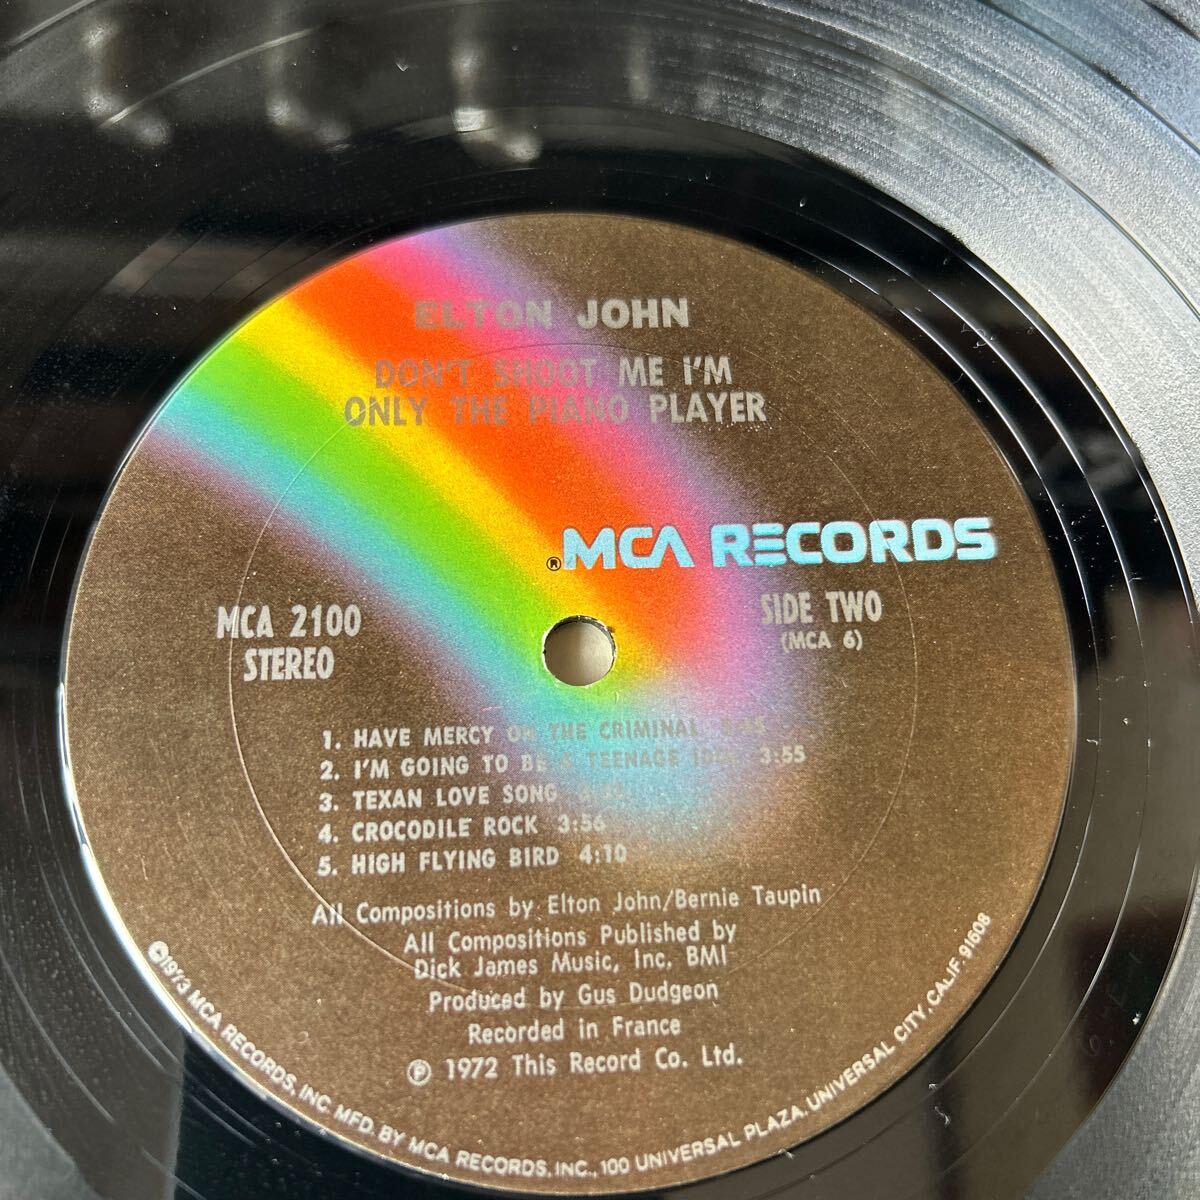 ELTON JOHN
DON'T SHOOT ME I'M
ONLY THE PIANO PLAYER
®MCA RECORDS
MCA 2100
STEREO
SIDE TWO
(MCA 6)
1. HAVE MERCY ON THE CRIMINAL
2. I'M GOING TO BE A TEENAGE IDOL 3:55
3. TEXAN LOVE SONG
4. CROCODILE ROCK 3:56
5. HIGH FLYING BIRD 4:10
All Compositions by Elton John/Bernie Taupin
All Compositions Published by
Dick James Music, Inc. BMI
Produced by Gus Dudgeon
Recorded in France
℗ 1972 This Record Co. Ltd.
©1973 MCA RECORDS, INC. MFD. BY MCA RECORDS, INC., 100 UNIVERSAL PLAZA, UNIVERSAL CITY, CALIF. 91608